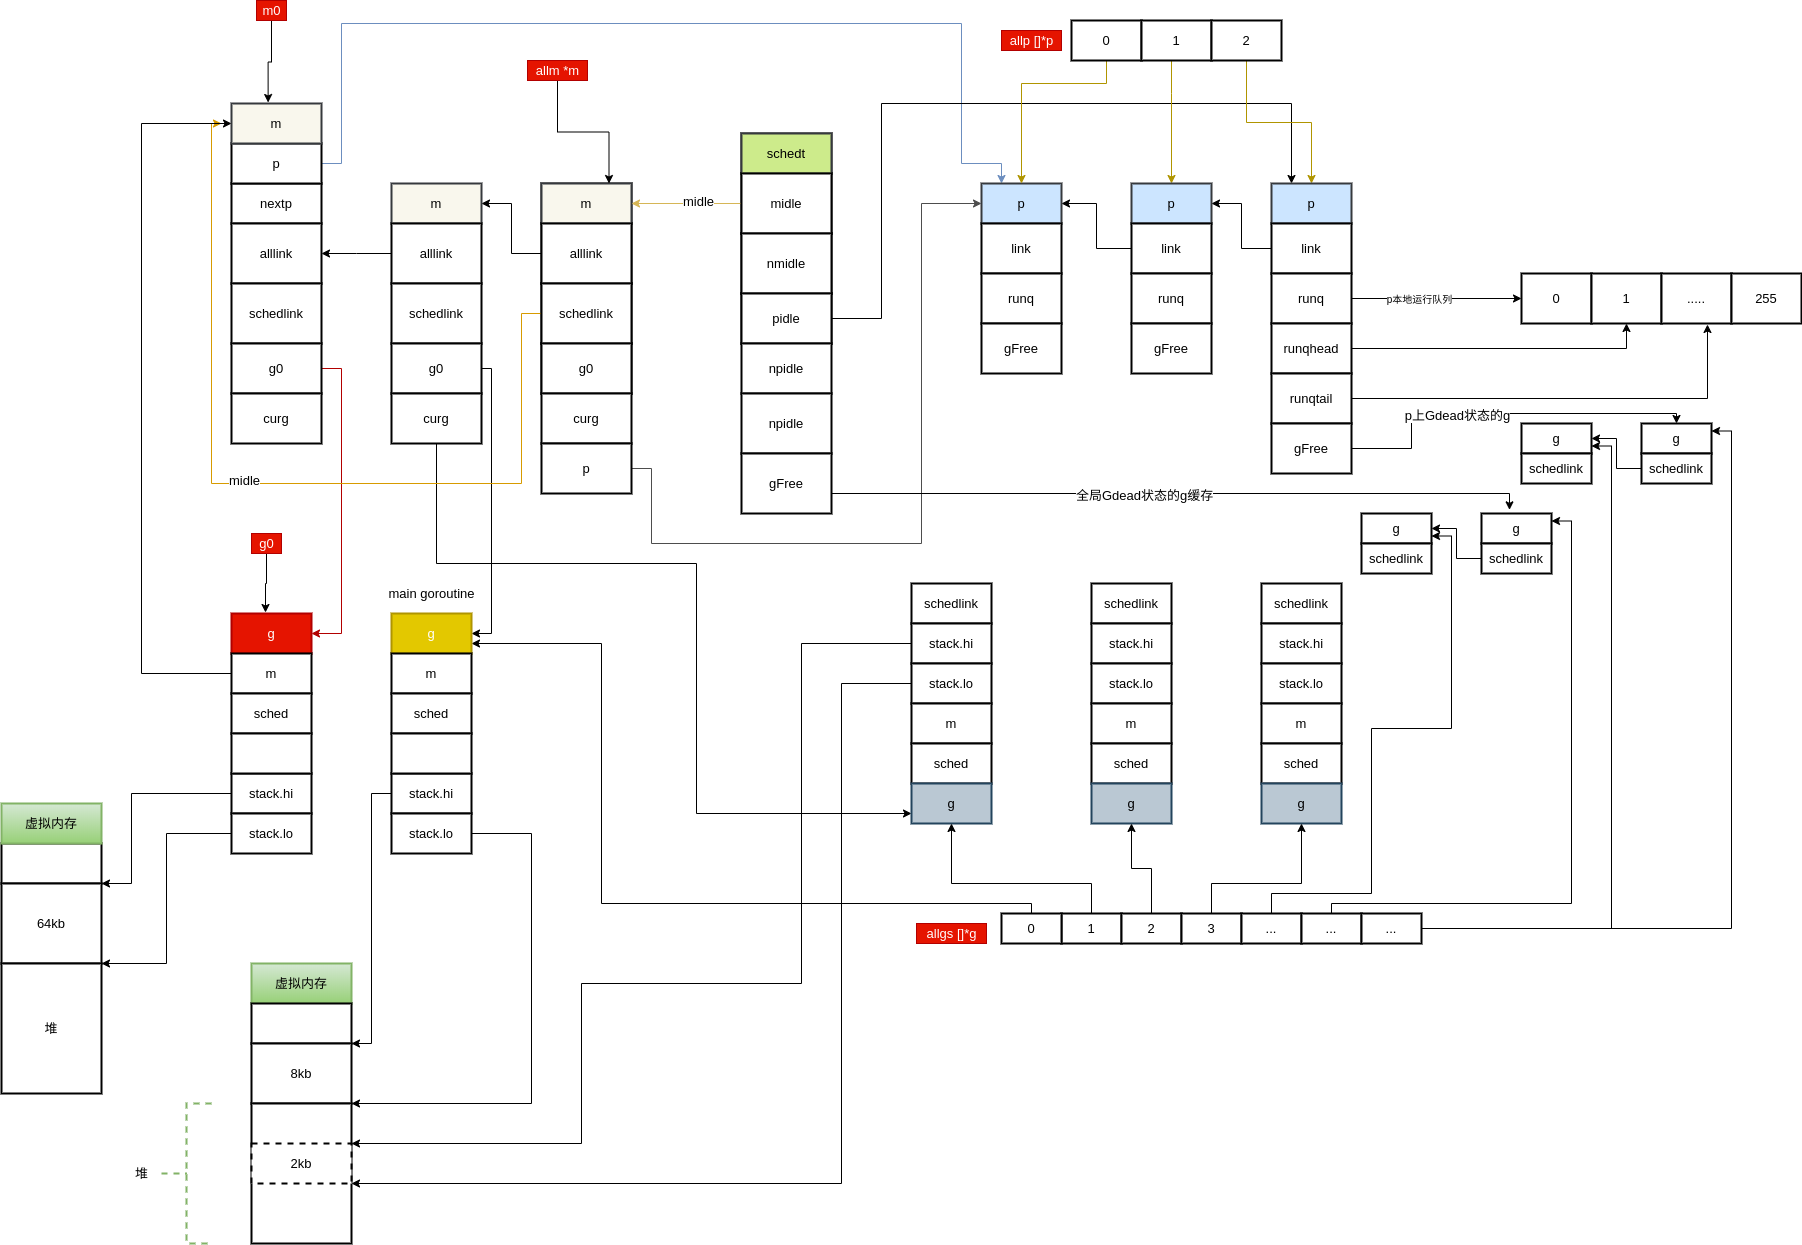 m0
allp []*p
0
1
2
allm *m
m
p
nextp
alllink
schedlink
g0
curg
m
alllink
schedlink
g0
curg
m
alllink
schedlink
g0
curg
p
midle
midle
schedt
midle
nmidle
pidle
npidle
npidle
gFree
p
link
runq
gFree
p
link
runq
gFree
p
link
runq
runqhead
runqtail
gFree
p本地运行队列
0
1
.....
255
p上Gdead状态的g
g
schedlink
g
schedlink
全局Gdead状态的g缓存
g
schedlink
g
schedlink
g0
g
m
sched
stack.hi
stack.lo
main goroutine
g
m
sched
stack.hi
stack.lo
schedlink
stack.hi
stack.lo
m
sched
g
schedlink
stack.hi
stack.lo
m
sched
g
schedlink
stack.hi
stack.lo
m
sched
g
allgs []*g
0
1
2
3
...
...
...
虚拟内存
64kb
堆
虚拟内存
8kb
2kb
堆